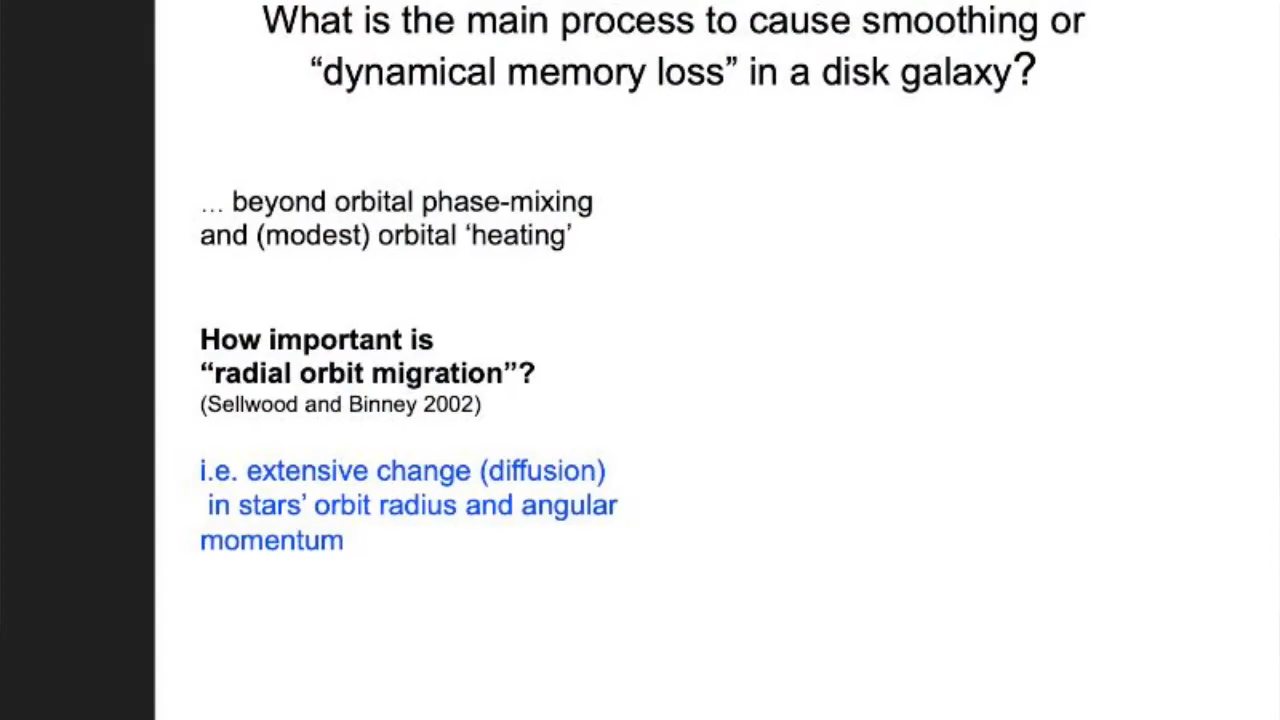 What is the main process to cause smoothing or
“dynamical memory loss” in a disk galaxy?
… beyond orbital phase-mixing
and (modest) orbital ‘heating’
How important is
“radial orbit migration”?
(Sellwood and Binney 2002)
i.e. extensive change (diffusion)
in stars’ orbit radius and angular
momentum